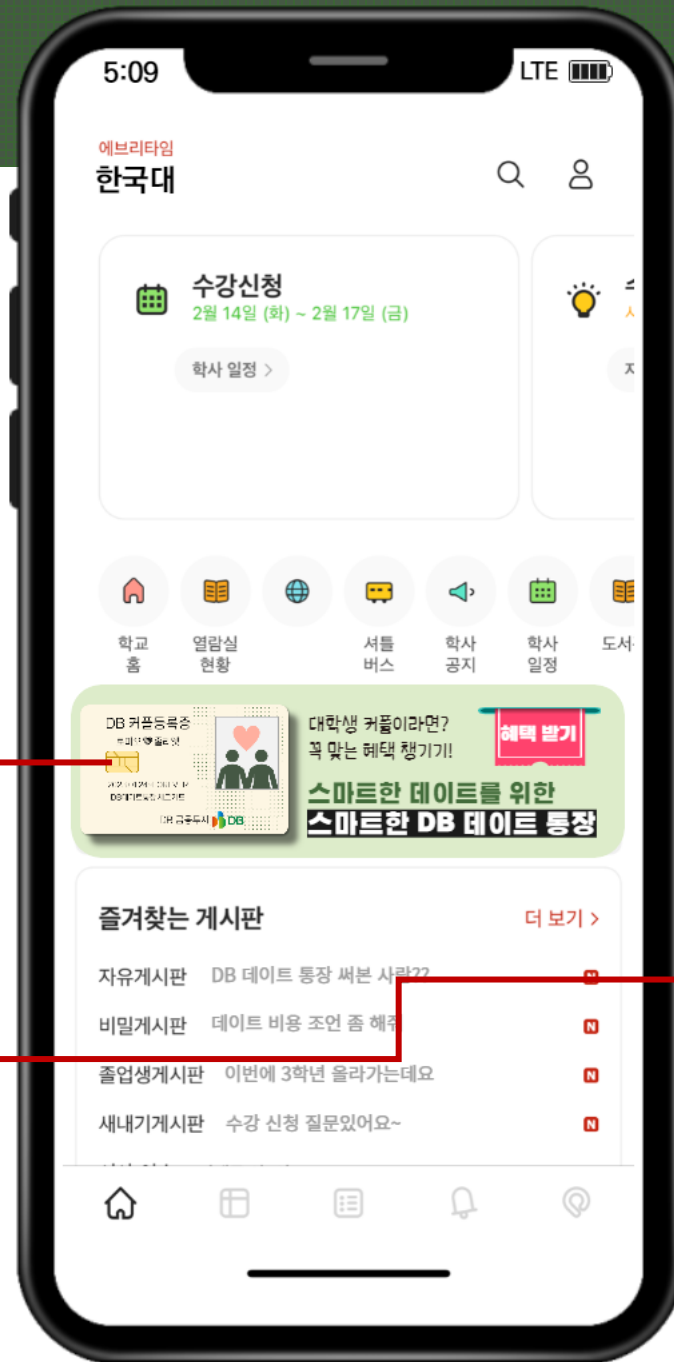 5:09
LTE
에브리타임
한국대
수강신청
2월 14일 (화) ~ 2월 17일 (금)
학사 일정 >
학교
홈
열람실
현황
셔틀
버스
학사
공지
학사
일정
도서
DB 커플등록증
DB
대학생 커플이라면?
꼭 맞는 혜택 챙기기!
혜택 받기
스마트한 데이트를 위한
스마트한 DB 데이트 통장
즐겨찾는 게시판
더 보기 >
자유게시판 DB 데이트 통장 써본 사람??
N
비밀게시판 데이트 비용 조언 좀 해주
N
졸업생게시판 이번에 3학년 올라가는데요
N
새내기게시판 수강 신청 질문있어요~
N